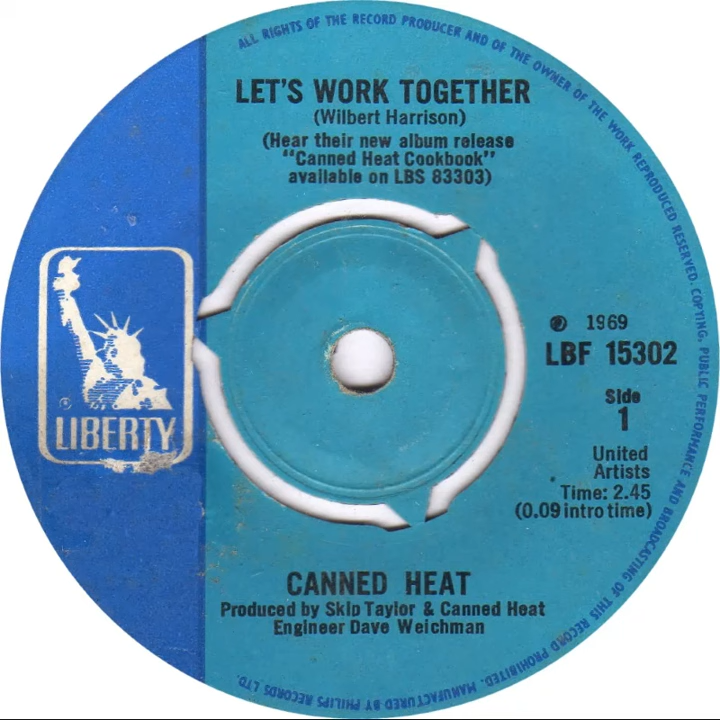 ALL RIGHTS OF THE RECORD PRODUCER AND OF THE OWNER OF THE WORK REPRODUCED RESERVED. COPYING, PUBLIC PERFORMANCE AND BROADCASTING OF THIS RECORD PROHIBITED. MANUFACTURED BY PHILIPS RECORDS LTD.
LET'S WORK TOGETHER
(Wilbert Harrison)
(Hear their new album release
"Canned Heat Cookbook"
available on LBS 83303)
℗ 1969
LBF 15302
Side
1
® LIBERTY
United
Artists
Time: 2.45
(0.09 intro time)
CANNED HEAT
Produced by Skip Taylor & Canned Heat
Engineer Dave Weichman